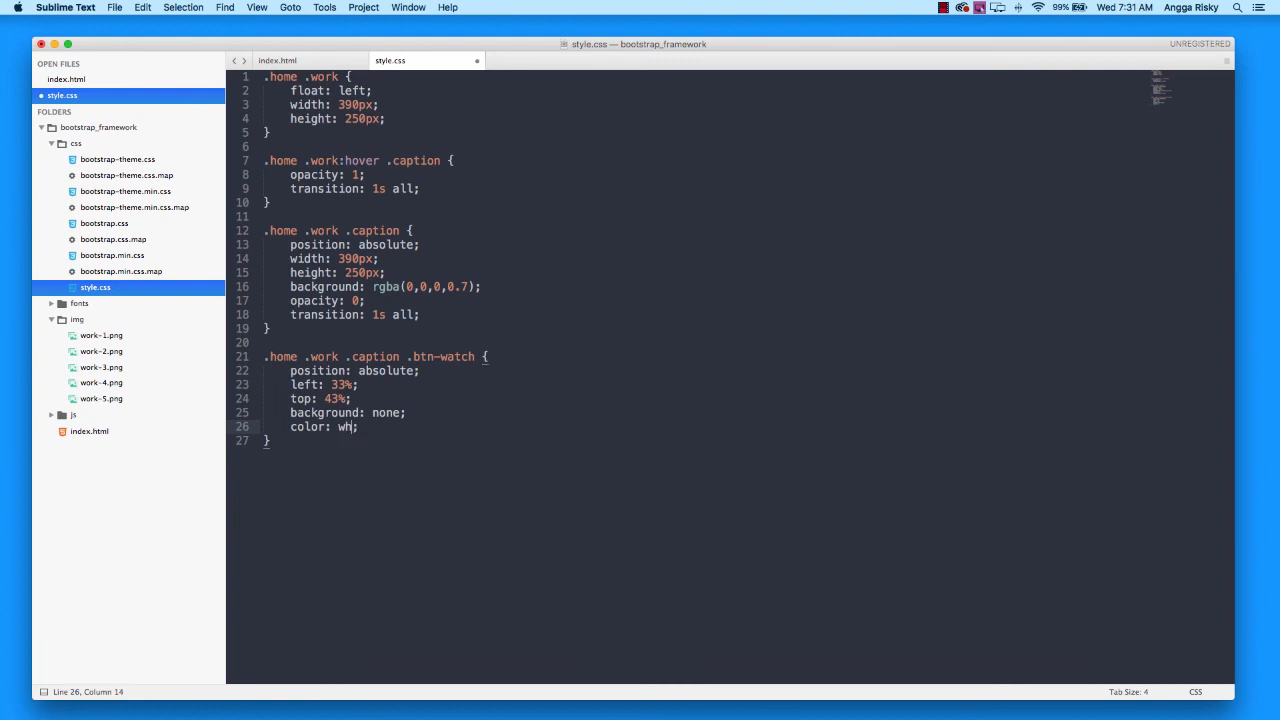 Sublime Text File Edit Selection Find View Goto Tools Project Window Help 99% Wed 7:31 AM Angga Risky
style.css — bootstrap_framework UNREGISTERED
OPEN FILES
index.html
style.css
FOLDERS
bootstrap_framework
css
bootstrap-theme.css
bootstrap-theme.css.map
bootstrap-theme.min.css
bootstrap-theme.min.css.map
bootstrap.css
bootstrap.css.map
bootstrap.min.css
bootstrap.min.css.map
style.css
fonts
img
work-1.png
work-2.png
work-3.png
work-4.png
work-5.png
js
index.html
index.html style.css
1 .home .work {
2 float: left;
3 width: 390px;
4 height: 250px;
5 }
6
7 .home .work:hover .caption {
8 opacity: 1;
9 transition: 1s all;
10 }
11
12 .home .work .caption {
13 position: absolute;
14 width: 390px;
15 height: 250px;
16 background: rgba(0,0,0,0.7);
17 opacity: 0;
18 transition: 1s all;
19 }
20
21 .home .work .caption .btn-watch {
22 position: absolute;
23 left: 33%;
24 top: 43%;
25 background: none;
26 color: wh;
27 }
Line 26, Column 14 Tab Size: 4 CSS